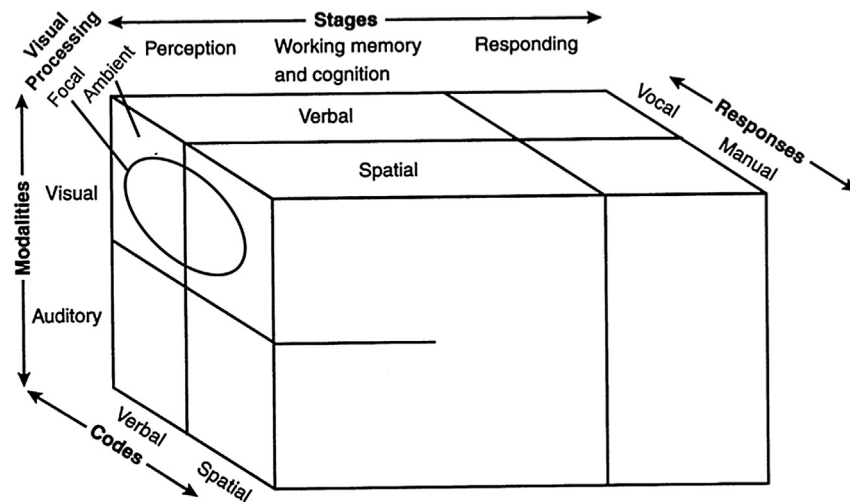 Stages
Visual
Processing
Focal
Ambient
Perception
Working memory
and cognition
Responding
Verbal
Spatial
Vocal
Manual
Responses
Modalities
Visual
Auditory
Verbal
Spatial
Codes